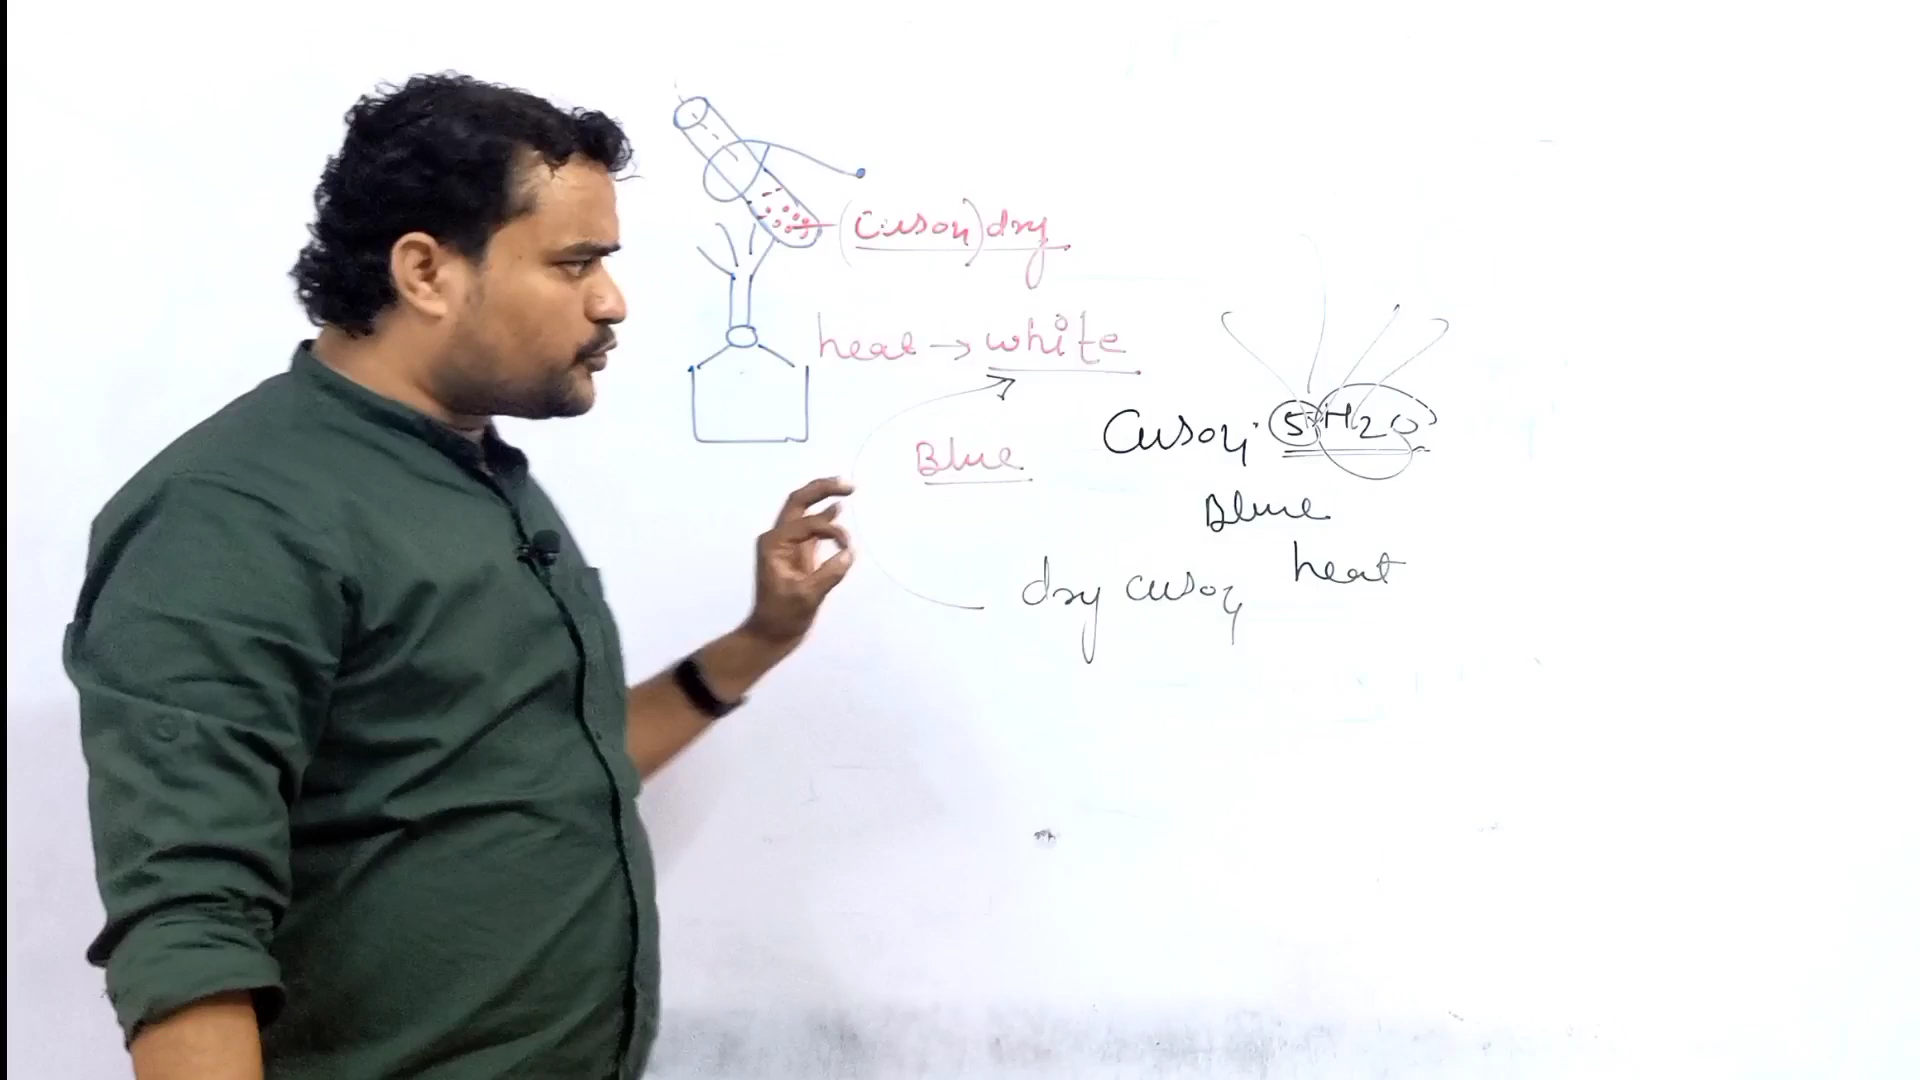 (CuSO4) dry
heat → white
CuSO4. 5H2O
Blue
Blue
heat
dry CuSO4